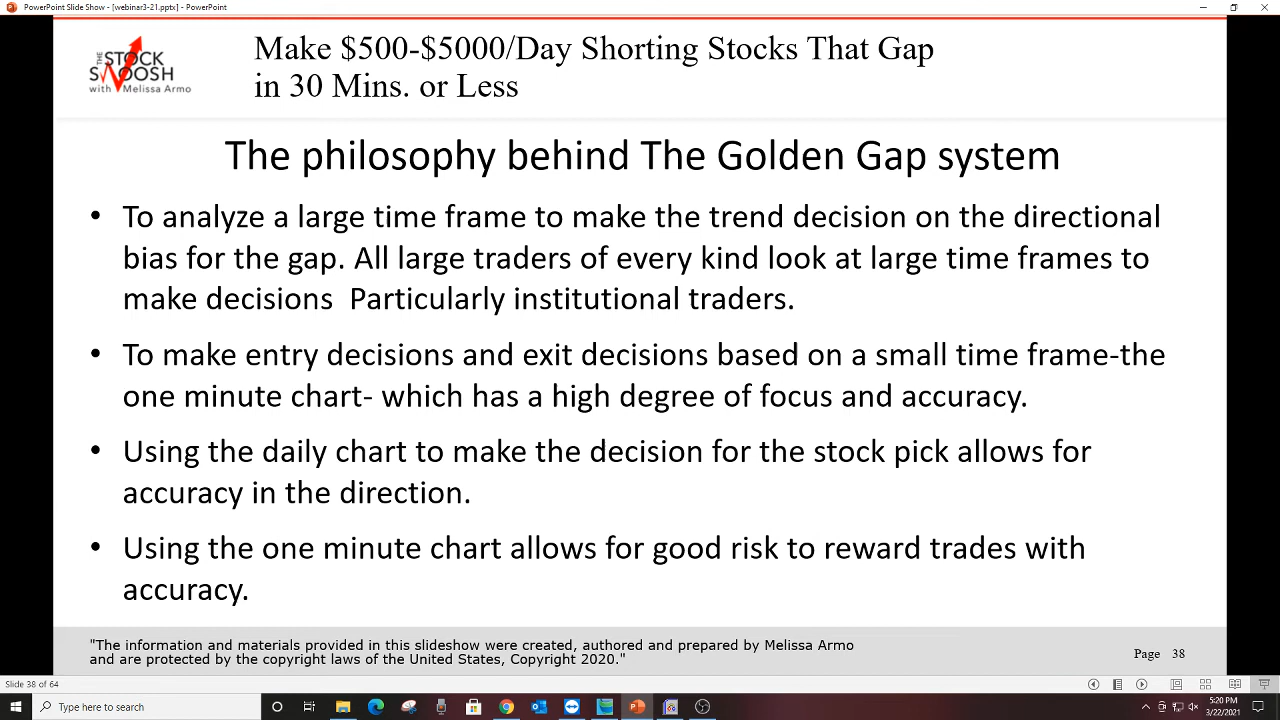 PowerPoint Slide Show - [webinar3-21.pptx] - PowerPoint
THE
STOCK
SWOOSH
with Melissa Armo
Make $500-$5000/Day Shorting Stocks That Gap
in 30 Mins. or Less
The philosophy behind The Golden Gap system
• To analyze a large time frame to make the trend decision on the directional
bias for the gap. All large traders of every kind look at large time frames to
make decisions  Particularly institutional traders.
• To make entry decisions and exit decisions based on a small time frame-the
one minute chart- which has a high degree of focus and accuracy.
• Using the daily chart to make the decision for the stock pick allows for
accuracy in the direction.
• Using the one minute chart allows for good risk to reward trades with
accuracy.
"The information and materials provided in this slideshow were created, authored and prepared by Melissa Armo
and are protected by the copyright laws of the United States, Copyright 2020."
Page 38
Slide 38 of 64
Type here to search
5:20 PM
3/22/2021